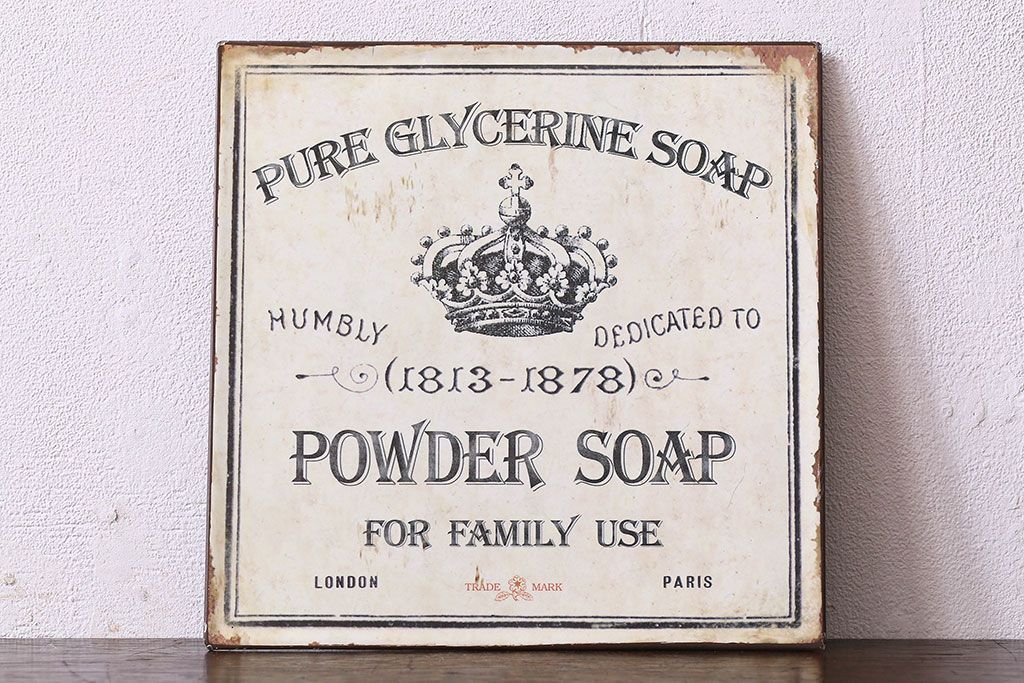 PURE GLYCERINE SOAP
HUMBLY DEDICATED TO
(1813-1878)
POWDER SOAP
FOR FAMILY USE
LONDON TRADE MARK PARIS